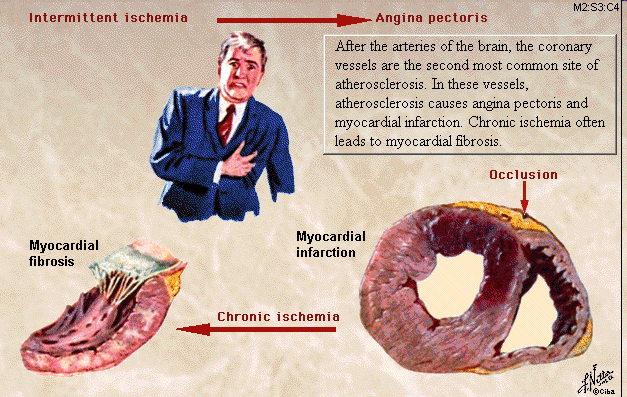 M2:S3:C4
Intermittent ischemia
Angina pectoris
After the arteries of the brain, the coronary
vessels are the second most common site of
atherosclerosis. In these vessels,
atherosclerosis causes angina pectoris and
myocardial infarction. Chronic ischemia often
leads to myocardial fibrosis.
Occlusion
Myocardial
fibrosis
Myocardial
infarction
Chronic ischemia
©Ciba